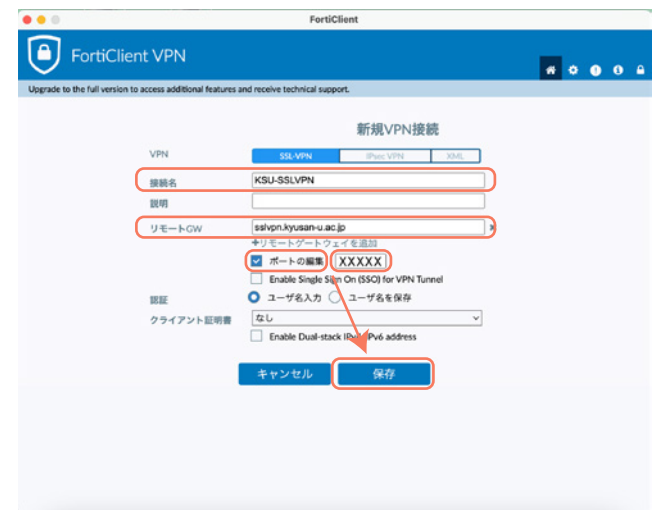 FortiClient
FortiClient VPN
Upgrade to the full version to access additional features and receive technical support.
新規VPN接続
VPN SSL-VPN IPsec VPN XML
接続名 KSU-SSLVPN
説明
リモートGW sslvpn.kyusan-u.ac.jp
+リモートゲートウェイを追加
ポートの編集 XXXXX
Enable Single Sign On (SSO) for VPN Tunnel
認証 ユーザ名入力 ユーザ名を保存
クライアント証明書 なし
Enable Dual-stack IPv4/IPv6 address
キャンセル 保存